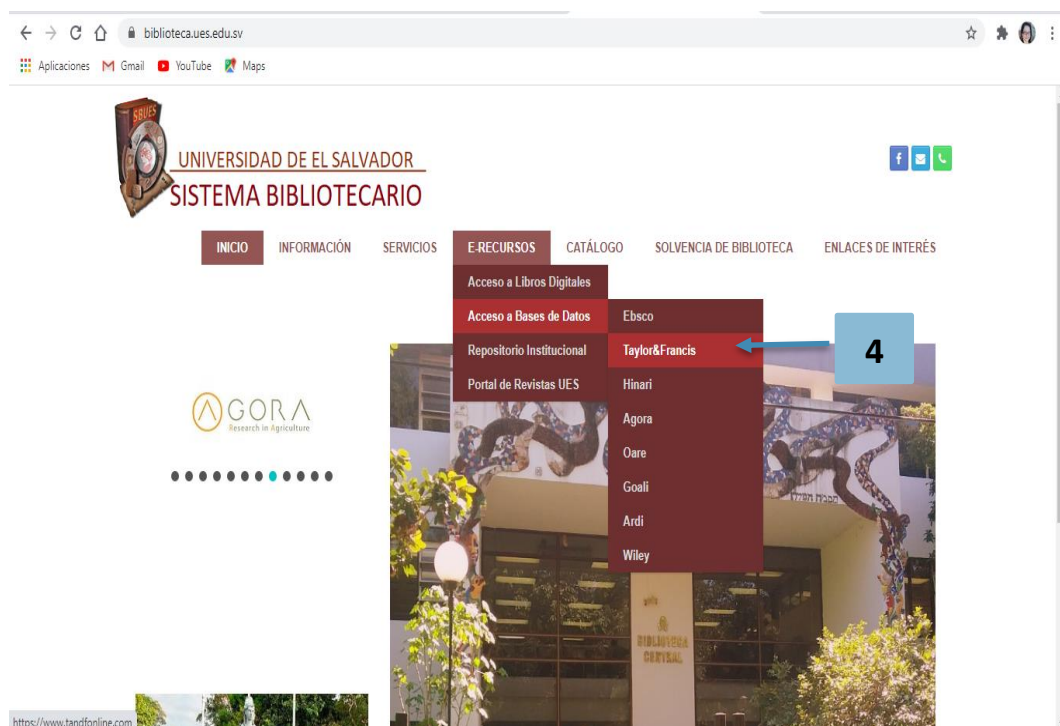 biblioteca.ues.edu.sv
Aplicaciones Gmail YouTube Maps
SBUES
UNIVERSIDAD DE EL SALVADOR
SISTEMA BIBLIOTECARIO
INICIO INFORMACIÓN SERVICIOS E-RECURSOS CATÁLOGO SOLVENCIA DE BIBLIOTECA ENLACES DE INTERÉS
Acceso a Libros Digitales
Acceso a Bases de Datos
Repositorio Institucional
Portal de Revistas UES
Ebsco
Taylor&Francis
Hinari
Agora
Oare
Goali
Ardi
Wiley
4
AGORA
Research in Agriculture
BIBLIOTECA
CENTRAL
https://www.tandfonline.com